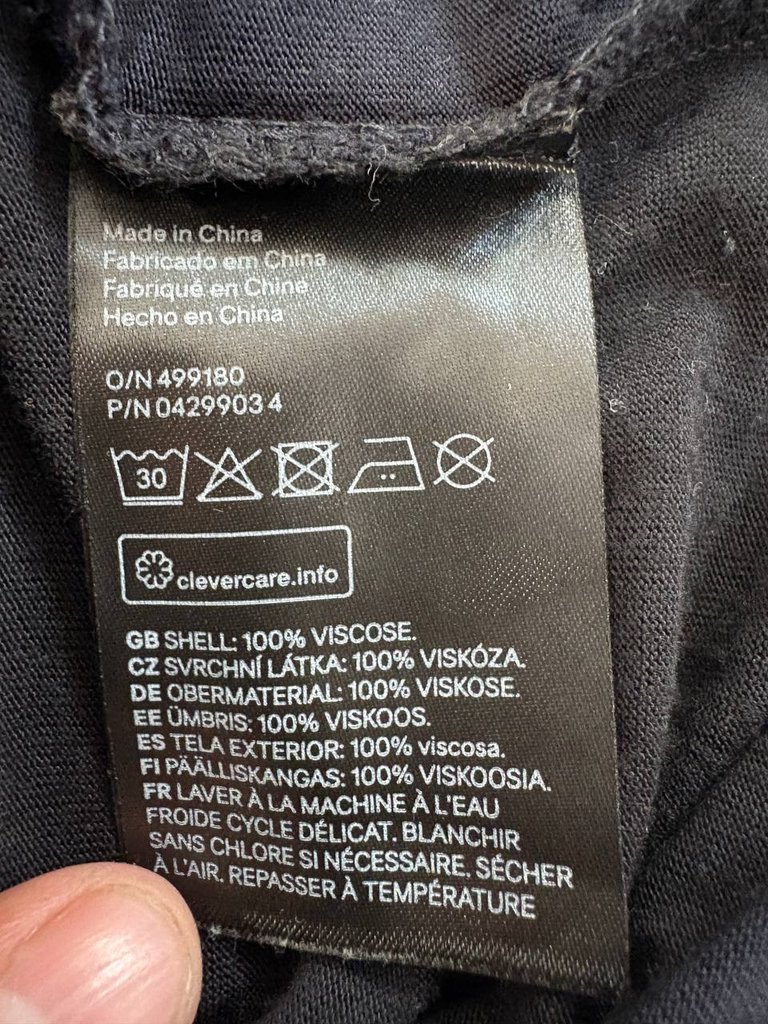 Made in China
Fabricado em China
Fabriqué en Chine
Hecho en China
O/N 499180
P/N 0429903 4
30
clevercare.info
GB SHELL: 100% VISCOSE.
CZ SVRCHNÍ LÁTKA: 100% VISKÓZA.
DE OBERMATERIAL: 100% VISKOSE.
EE ÜMBRIS: 100% VISKOOS.
ES TELA EXTERIOR: 100% viscosa.
FI PÄÄLLISKANGAS: 100% VISKOOSIA.
FR LAVER À LA MACHINE À L'EAU
FROIDE CYCLE DÉLICAT. BLANCHIR
SANS CHLORE SI NÉCESSAIRE. SÉCHER
À L'AIR. REPASSER À TEMPÉRATURE